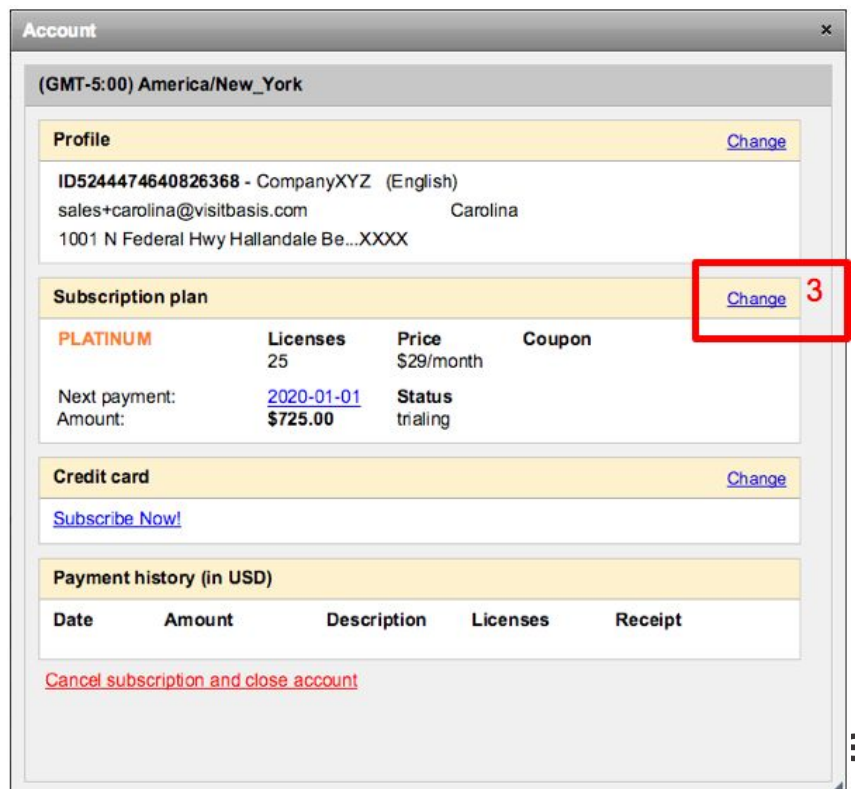 Account ×
(GMT-5:00) America/New_York
Profile Change
ID5244474640826368 - CompanyXYZ (English)
sales+carolina@visitbasis.com Carolina
1001 N Federal Hwy Hallandale Be...XXXX
Subscription plan Change 3
PLATINUM Licenses Price Coupon
25 $29/month
Next payment: 2020-01-01 Status
Amount: $725.00 trialing
Credit card Change
Subscribe Now!
Payment history (in USD)
Date Amount Description Licenses Receipt
Cancel subscription and close account